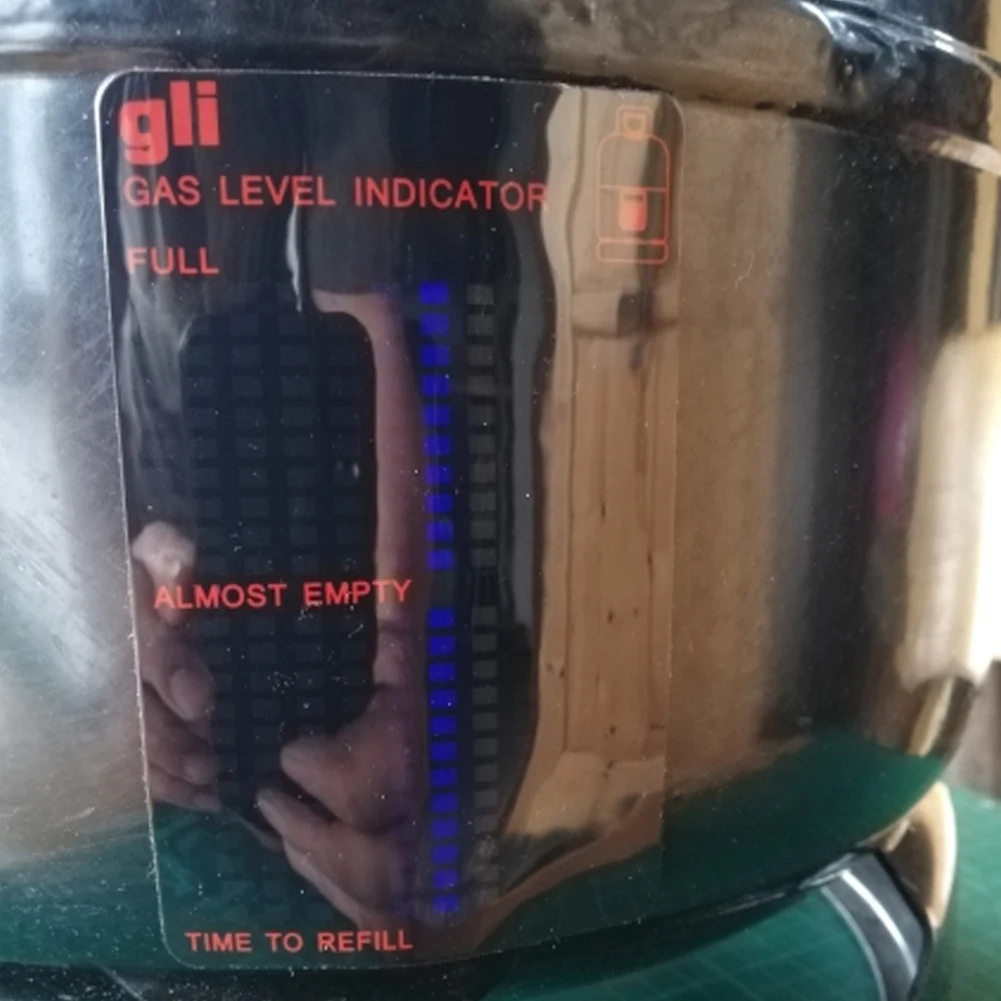 gli
GAS LEVEL INDICATOR
FULL
ALMOST EMPTY
TIME TO REFILL